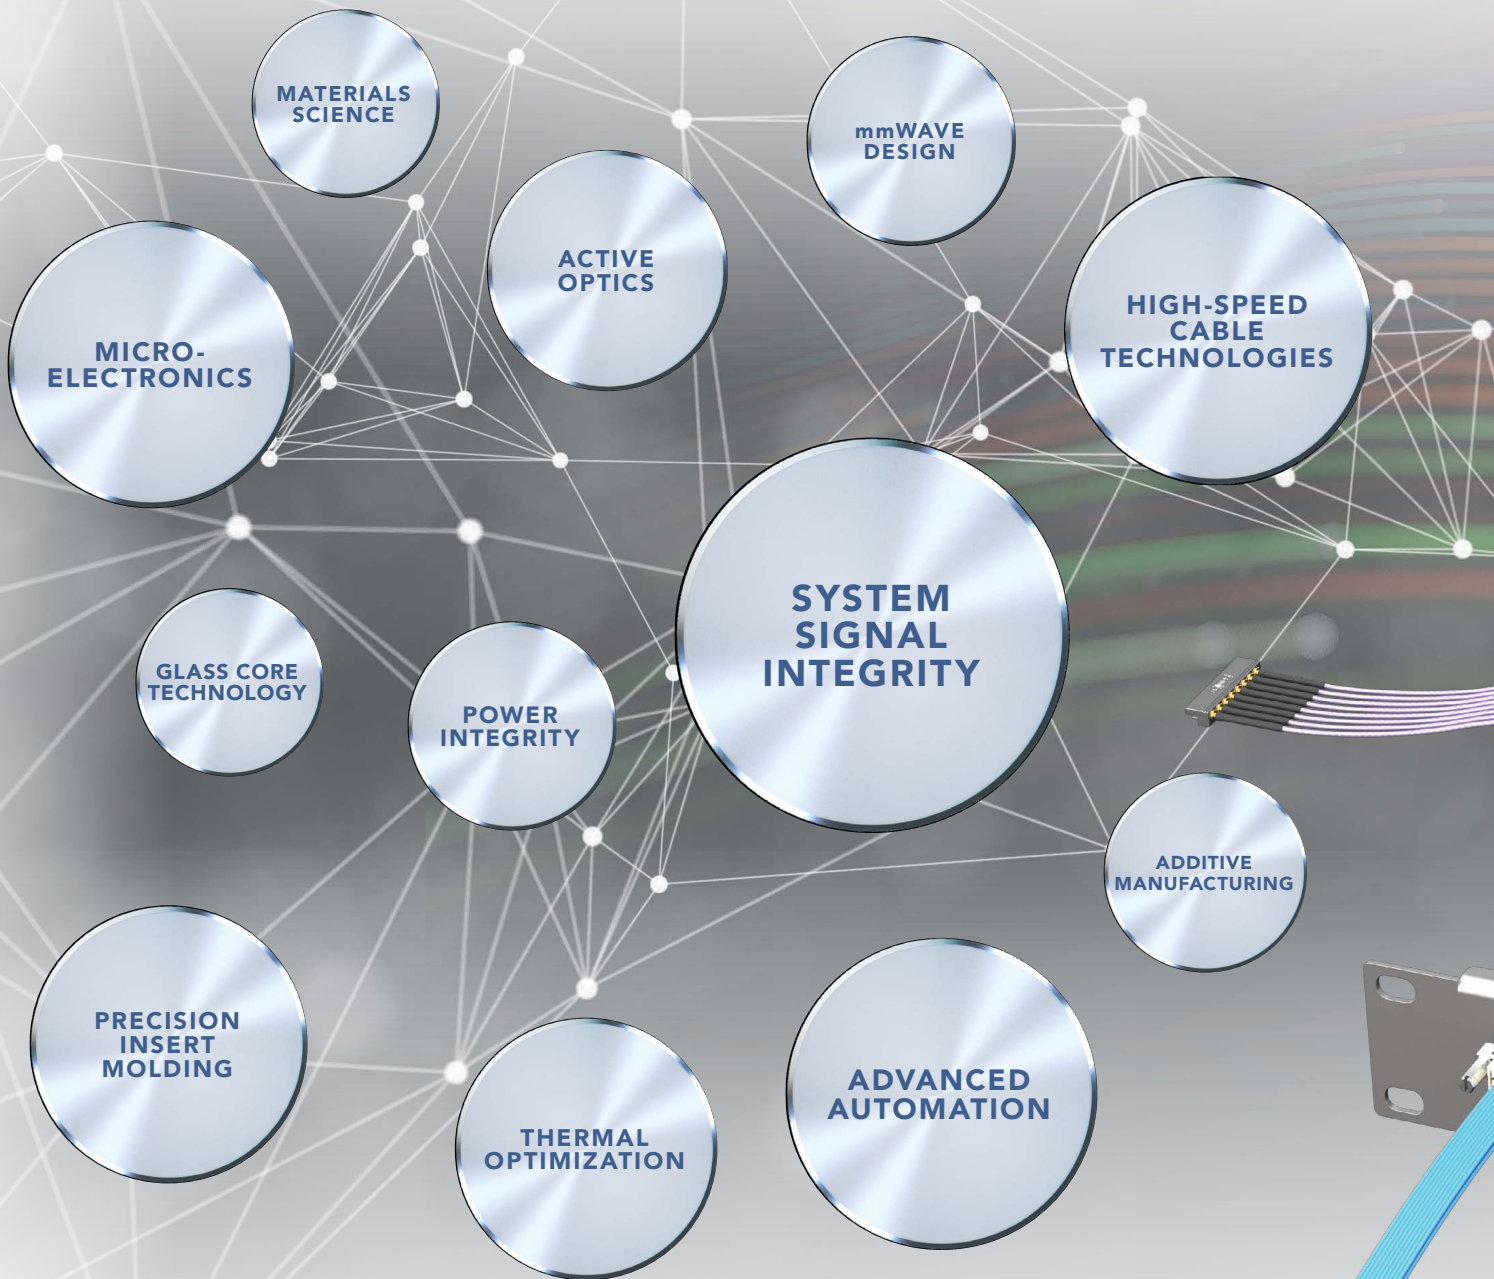 MATERIALS
SCIENCE
mmWAVE
DESIGN
ACTIVE
OPTICS
HIGH-SPEED
CABLE
TECHNOLOGIES
MICRO-
ELECTRONICS
SYSTEM
SIGNAL
INTEGRITY
GLASS CORE
TECHNOLOGY
POWER
INTEGRITY
ADDITIVE
MANUFACTURING
PRECISION
INSERT
MOLDING
ADVANCED
AUTOMATION
THERMAL
OPTIMIZATION